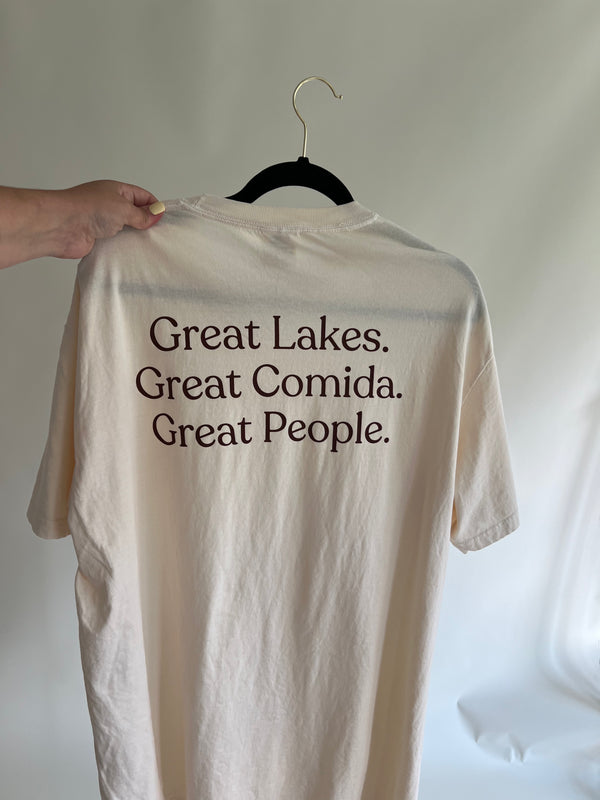 Great Lakes.
Great Comida.
Great People.